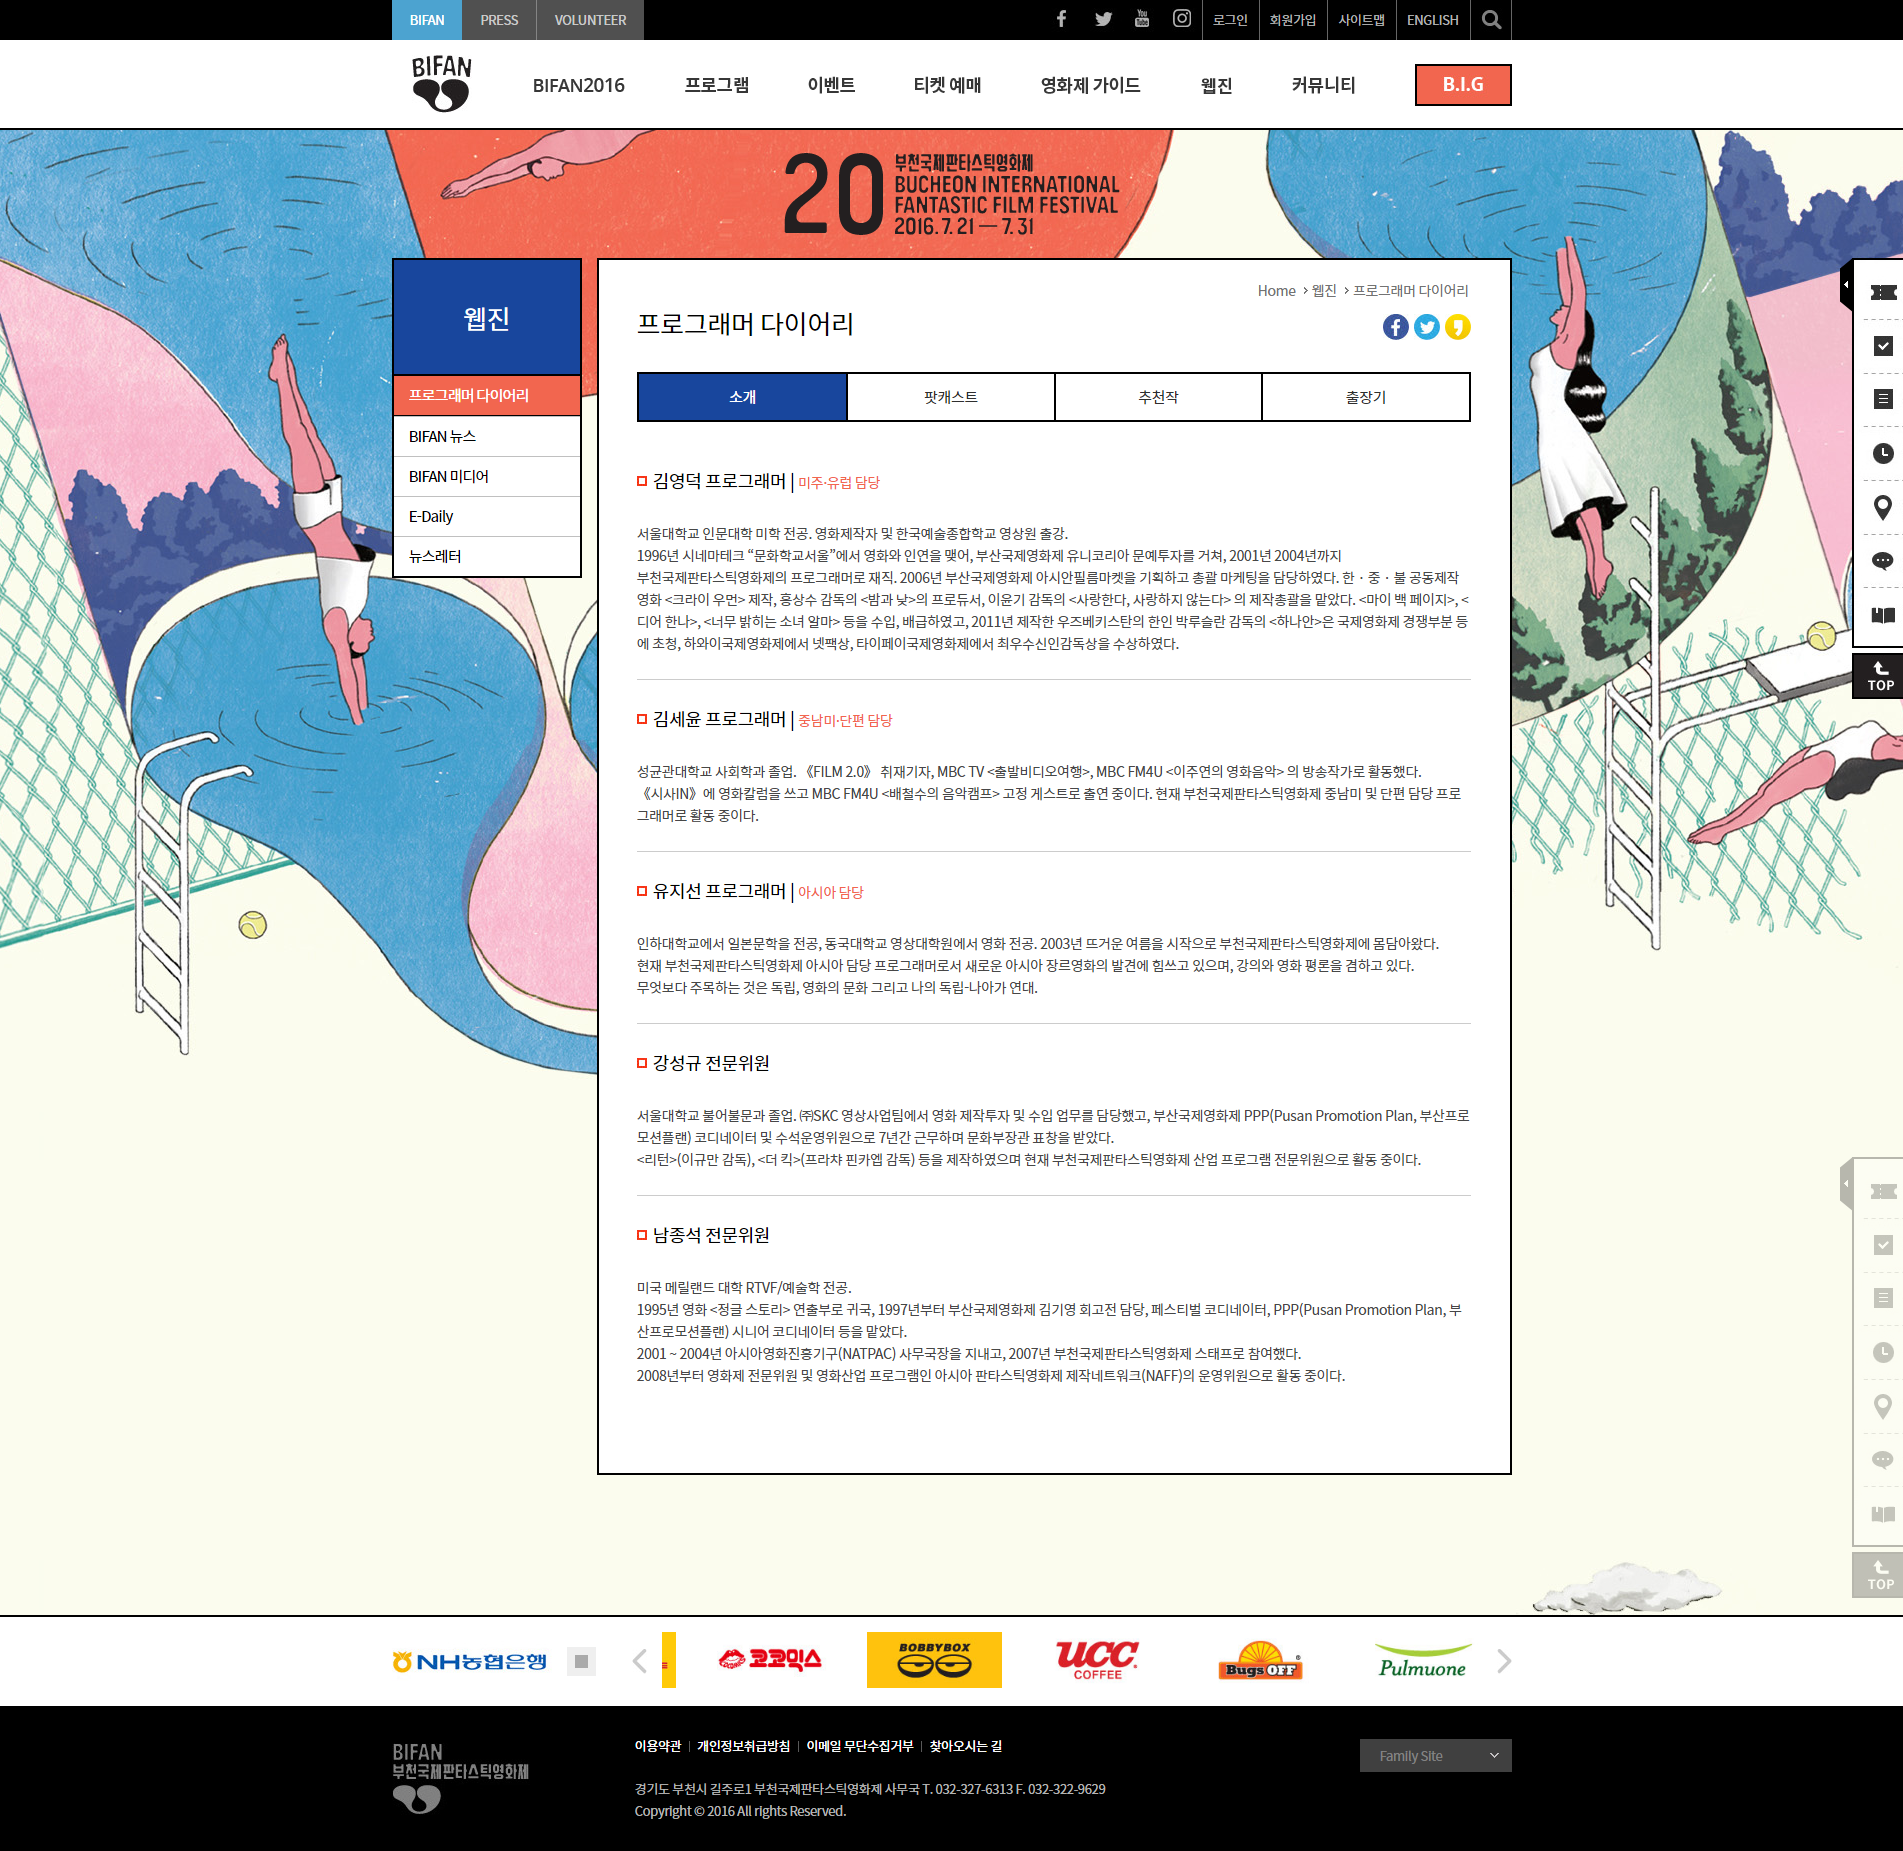 BIFAN
PRESS
VOLUNTEER
You Tube
로그인
회원가입
사이트맵
ENGLISH
BIFAN
BIFAN2016
프로그램
이벤트
티켓 예매
영화제 가이드
웹진
커뮤니티
B.I.G
20
부천국제판타스틱영화제
BUCHEON INTERNATIONAL
FANTASTIC FILM FESTIVAL
2016. 7. 21 — 7. 31
웹진
프로그래머 다이어리
BIFAN 뉴스
BIFAN 미디어
E-Daily
뉴스레터
Home > 웹진 > 프로그래머 다이어리
프로그래머 다이어리
소개
팟캐스트
추천작
출장기
김영덕 프로그래머 | 미주·유럽 담당
서울대학교 인문대학 미학 전공. 영화제작자 및 한국예술종합학교 영상원 출강.
1996년 시네마테크 “문화학교서울”에서 영화와 인연을 맺어, 부산국제영화제 유니코리아 문예투자를 거쳐, 2001년 2004년까지
부천국제판타스틱영화제의 프로그래머로 재직. 2006년 부산국제영화제 아시안필름마켓을 기획하고 총괄 마케팅을 담당하였다. 한 · 중 · 불 공동제작
영화 <크라이 우먼> 제작, 홍상수 감독의 <밤과 낮>의 프로듀서, 이윤기 감독의 <사랑한다, 사랑하지 않는다> 의 제작총괄을 맡았다. <마이 백 페이지>, <
디어 한나>, <너무 밝히는 소녀 알마> 등을 수입, 배급하였고, 2011년 제작한 우즈베키스탄의 한인 박루슬란 감독의 <하나안>은 국제영화제 경쟁부분 등
에 초청, 하와이국제영화제에서 넷팩상, 타이페이국제영화제에서 최우수신인감독상을 수상하였다.
김세윤 프로그래머 | 중남미·단편 담당
성균관대학교 사회학과 졸업. 《FILM 2.0》 취재기자, MBC TV <출발비디오여행>, MBC FM4U <이주연의 영화음악> 의 방송작가로 활동했다.
《시사IN》에 영화칼럼을 쓰고 MBC FM4U <배철수의 음악캠프> 고정 게스트로 출연 중이다. 현재 부천국제판타스틱영화제 중남미 및 단편 담당 프로
그래머로 활동 중이다.
유지선 프로그래머 | 아시아 담당
인하대학교에서 일본문학을 전공, 동국대학교 영상대학원에서 영화 전공. 2003년 뜨거운 여름을 시작으로 부천국제판타스틱영화제에 몸담아왔다.
현재 부천국제판타스틱영화제 아시아 담당 프로그래머로서 새로운 아시아 장르영화의 발견에 힘쓰고 있으며, 강의와 영화 평론을 겸하고 있다.
무엇보다 주목하는 것은 독립, 영화의 문화 그리고 나의 독립-나아가 연대.
강성규 전문위원
서울대학교 불어불문과 졸업. ㈜SKC 영상사업팀에서 영화 제작투자 및 수입 업무를 담당했고, 부산국제영화제 PPP(Pusan Promotion Plan, 부산프로
모션플랜) 코디네이터 및 수석운영위원으로 7년간 근무하며 문화부장관 표창을 받았다.
<리턴>(이규만 감독), <더 킥>(프라챠 핀카엡 감독) 등을 제작하였으며 현재 부천국제판타스틱영화제 산업 프로그램 전문위원으로 활동 중이다.
남종석 전문위원
미국 메릴랜드 대학 RTVF/예술학 전공.
1995년 영화 <정글 스토리> 연출부로 귀국, 1997년부터 부산국제영화제 김기영 회고전 담당, 페스티벌 코디네이터, PPP(Pusan Promotion Plan, 부
산프로모션플랜) 시니어 코디네이터 등을 맡았다.
2001 ~ 2004년 아시아영화진흥기구(NATPAC) 사무국장을 지내고, 2007년 부천국제판타스틱영화제 스태프로 참여했다.
2008년부터 영화제 전문위원 및 영화산업 프로그램인 아시아 판타스틱영화제 제작네트워크(NAFF)의 운영위원으로 활동 중이다.
TOP
TOP
NH농협은행
코코믹스
BOBBYBOX
UCC
COFFEE
Bugs OFF
Pulmuone
BIFAN
부천국제판타스틱영화제
이용약관 | 개인정보취급방침 | 이메일 무단수집거부 | 찾아오시는 길
경기도 부천시 길주로1 부천국제판타스틱영화제 사무국 T. 032-327-6313 F. 032-322-9629
Copyright © 2016 All rights Reserved.
Family Site